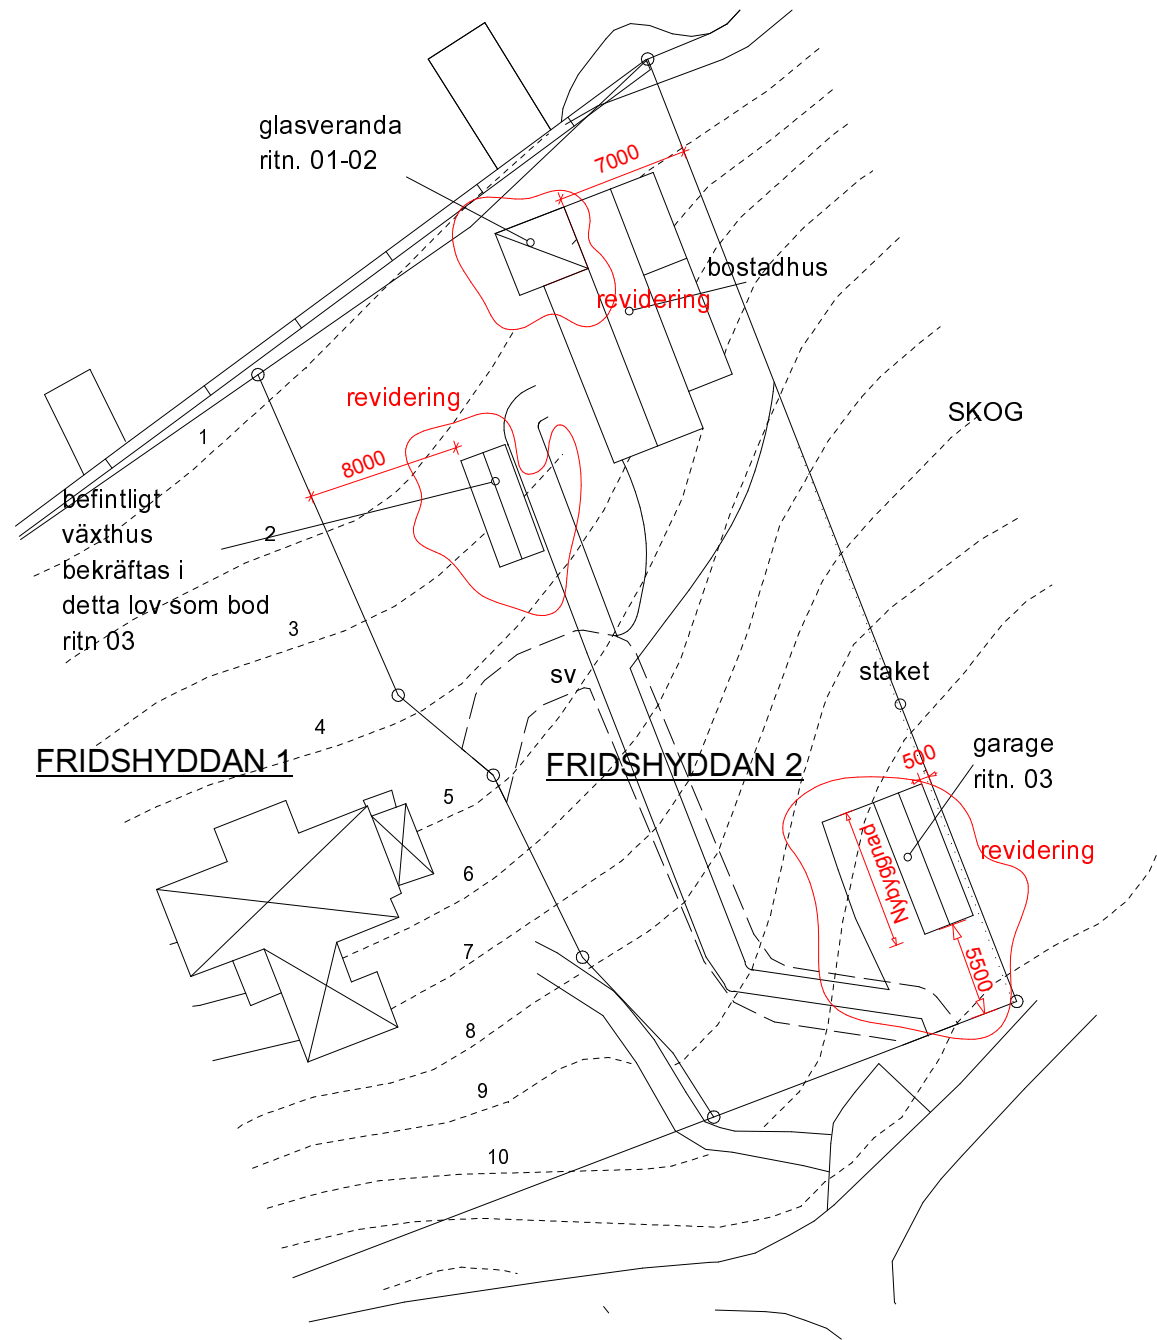 glasveranda
ritn. 01-02
7000
bostadhus
revidering
revidering
SKOG
1
8000
befintligt
växthus
bekräftas i
detta lov som bod
ritn 03
2
3
sv
staket
4
FRIDSHYDDAN 1
FRIDSHYDDAN 2
500
garage
ritn. 03
5
Nybyggnad
revidering
6
7
5500
8
9
10